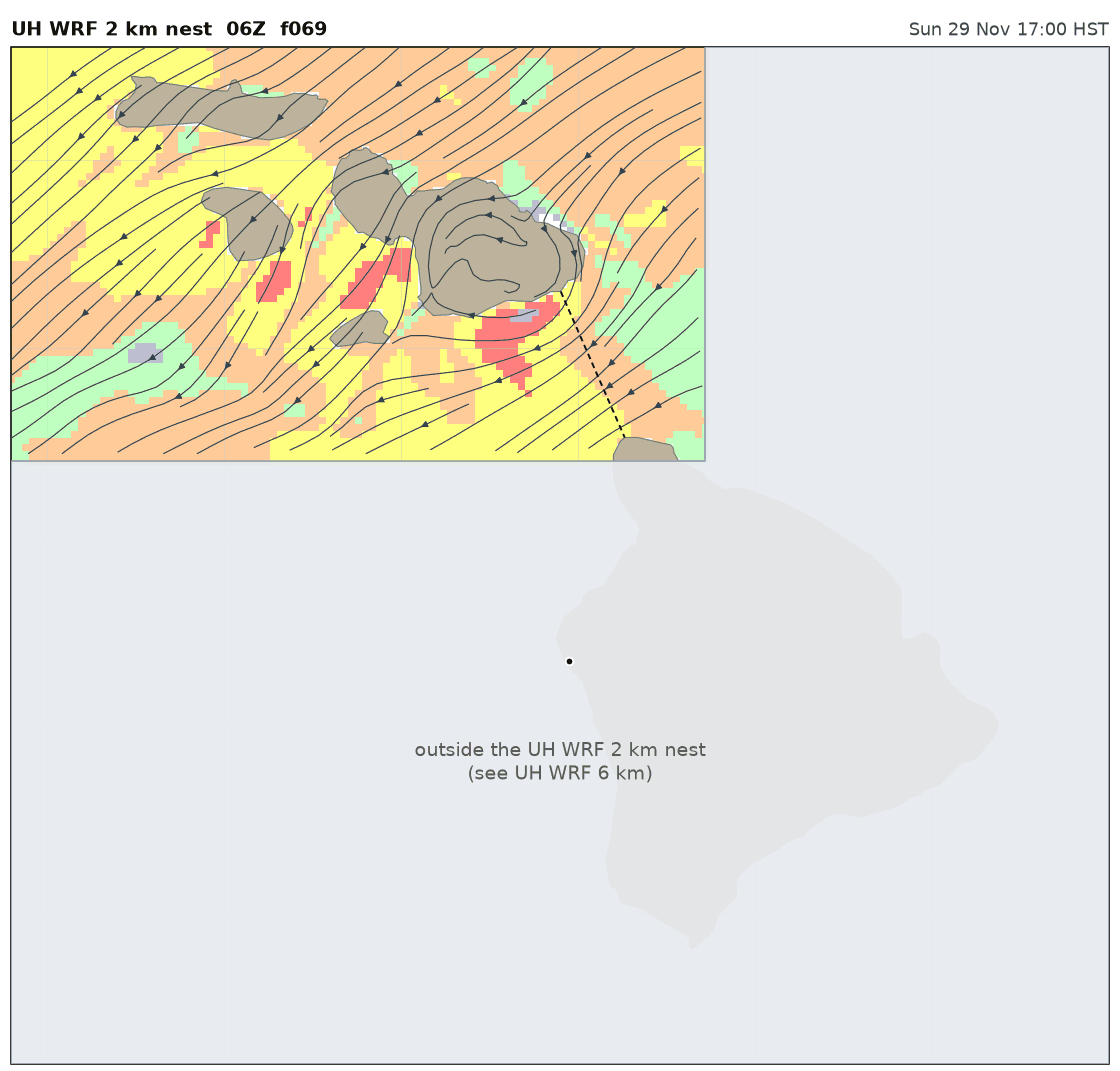 UH WRF 2 km nest  06Z  f069
Sun 29 Nov 17:00 HST
outside the UH WRF 2 km nest
(see UH WRF 6 km)